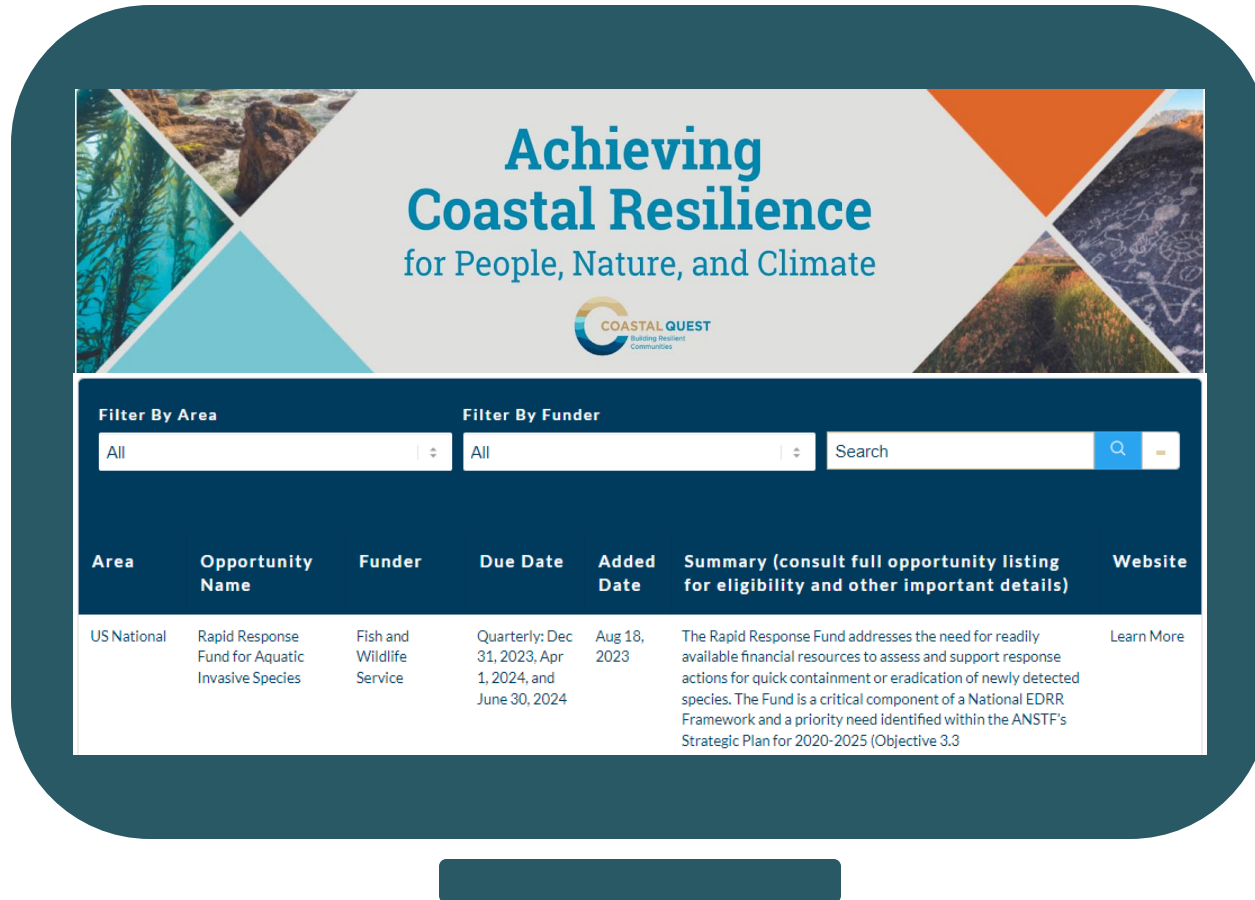 Achieving
Coastal Resilience
for People, Nature, and Climate
COASTAL QUEST
Building Resilient
Communities
Filter By Area
Filter By Funder
All
All
Search
Area
Opportunity
Name
Funder
Due Date
Added
Date
Summary (consult full opportunity listing
for eligibility and other important details)
Website
US National
Rapid Response
Fund for Aquatic
Invasive Species
Fish and
Wildlife
Service
Quarterly: Dec
31, 2023, Apr
1, 2024, and
June 30, 2024
Aug 18,
2023
The Rapid Response Fund addresses the need for readily
available financial resources to assess and support response
actions for quick containment or eradication of newly detected
species. The Fund is a critical component of a National EDRR
Framework and a priority need identified within the ANSTF's
Strategic Plan for 2020-2025 (Objective 3.3
Learn More